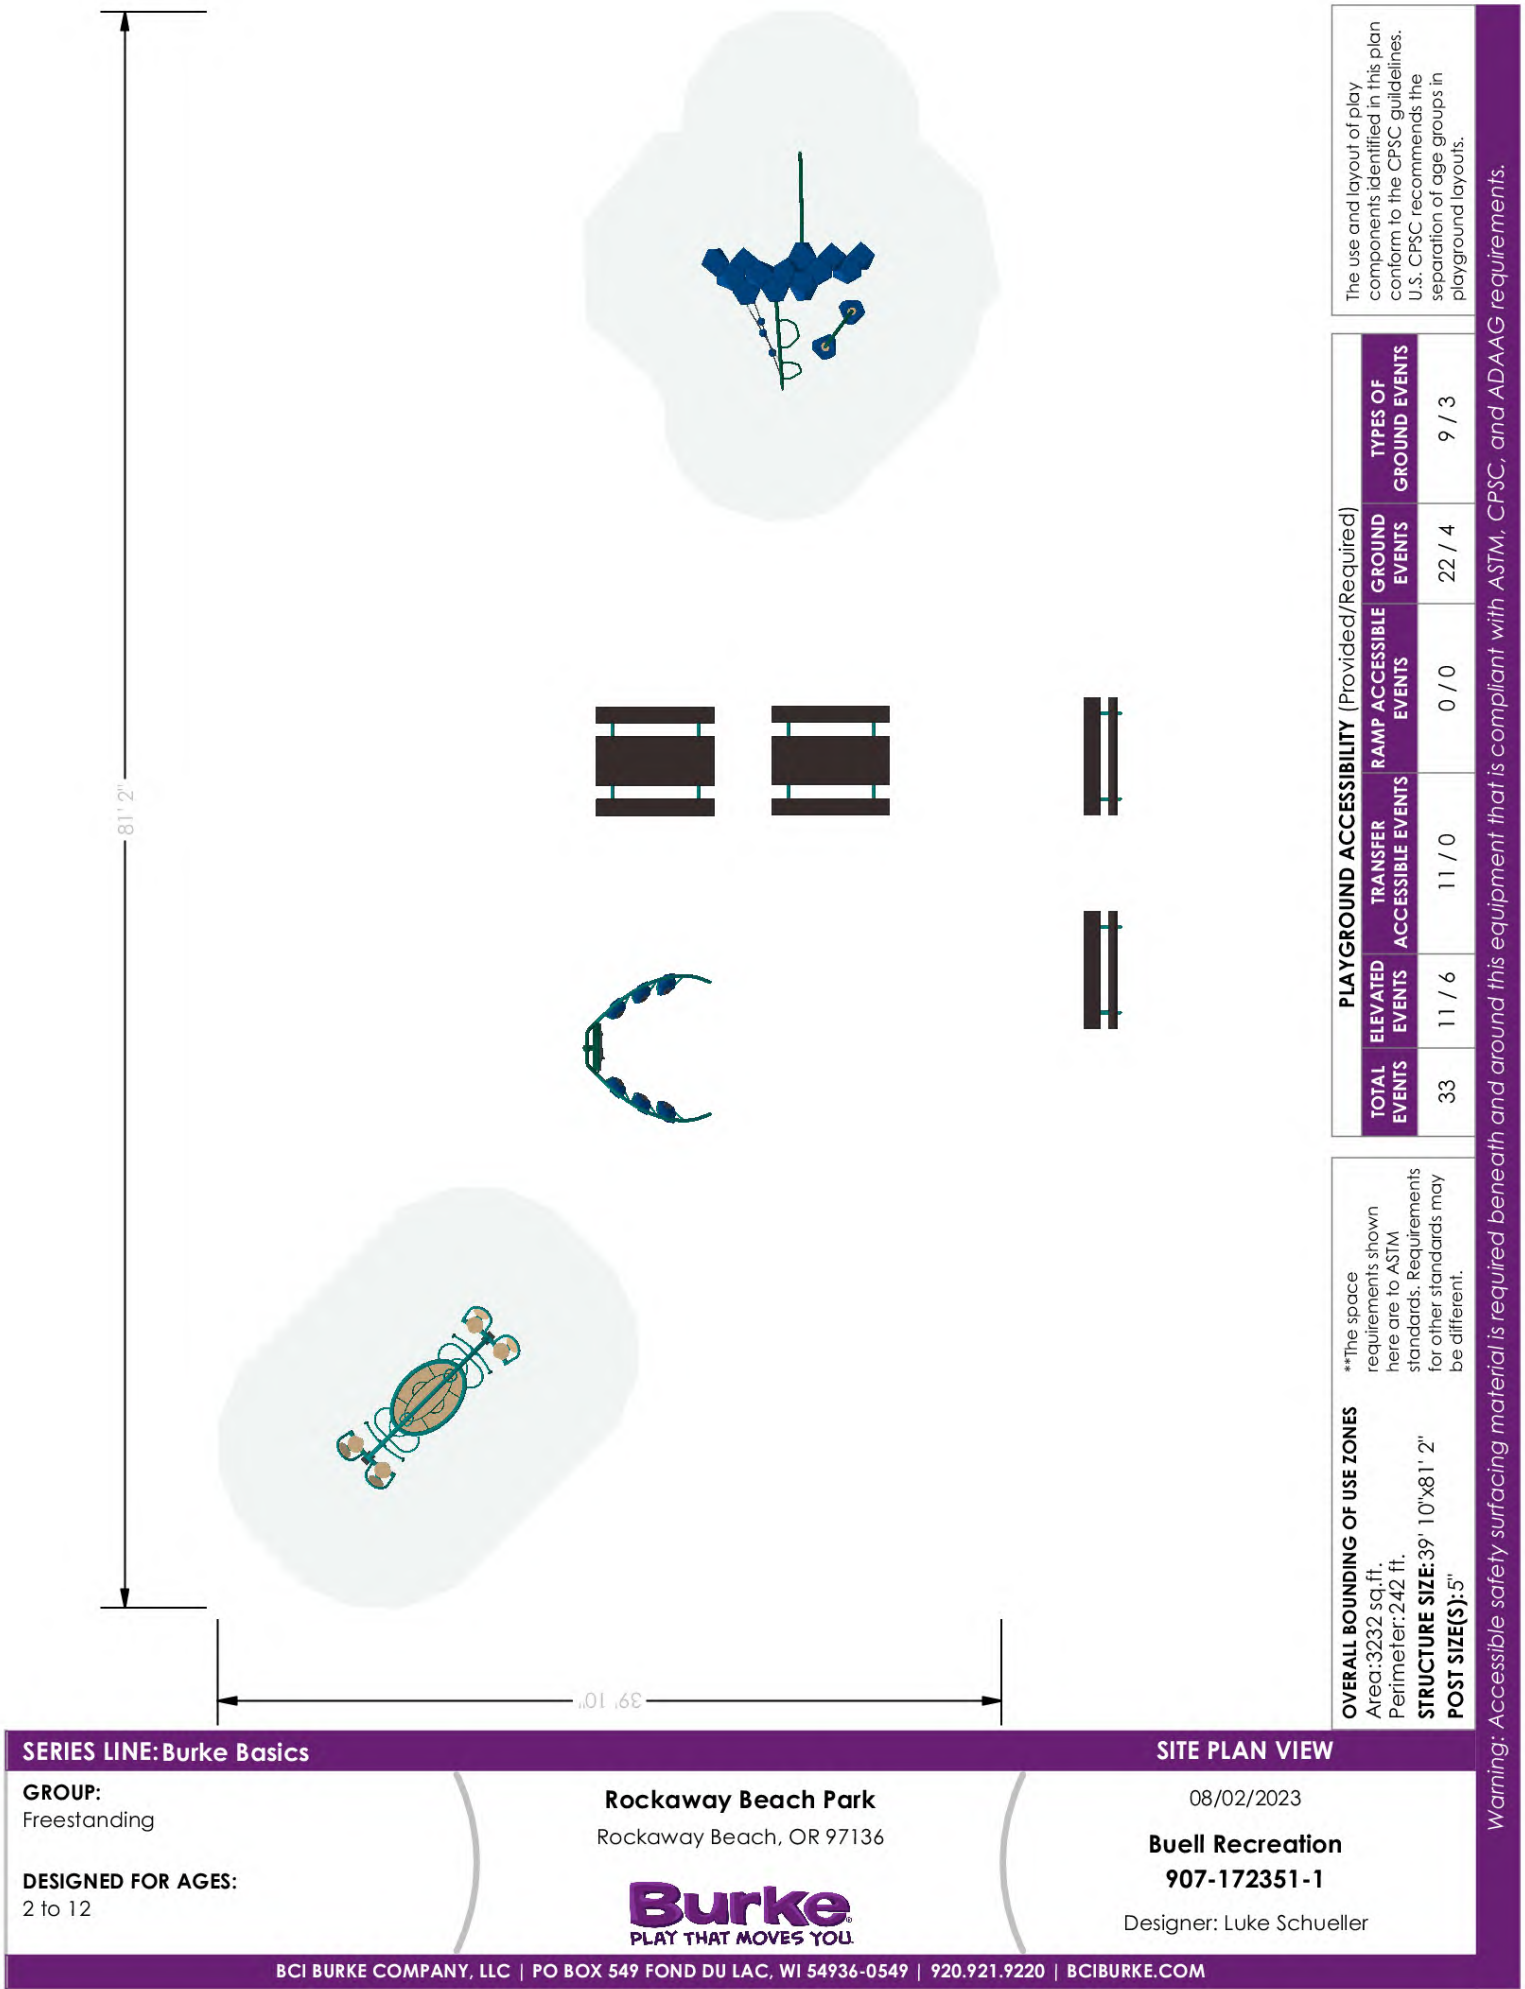 81' 2"
39' 10"
The use and layout of play
components identified in this plan
conform to the CPSC guildelines.
U.S. CPSC recommends the
separation of age groups in
playground layouts.
PLAYGROUND ACCESSIBILITY (Provided/Required)
TOTAL EVENTS
ELEVATED EVENTS
TRANSFER ACCESSIBLE EVENTS
RAMP ACCESSIBLE EVENTS
GROUND EVENTS
TYPES OF GROUND EVENTS
33
11 / 6
11 / 0
0 / 0
22 / 4
9 / 3
OVERALL BOUNDING OF USE ZONES
Area:3232 sq.ft.
Perimeter:242 ft.
STRUCTURE SIZE:39' 10"x81' 2"
POST SIZE(S):5"
**The space
requirements shown
here are to ASTM
standards. Requirements
for other standards may
be different.
Warning: Accessible safety surfacing material is required beneath and around this equipment that is compliant with ASTM, CPSC, and ADAAG requirements.
SERIES LINE:Burke Basics
SITE PLAN VIEW
GROUP:
Freestanding
DESIGNED FOR AGES:
2 to 12
Rockaway Beach Park
Rockaway Beach, OR 97136
Burke®
PLAY THAT MOVES YOU.
08/02/2023
Buell Recreation
907-172351-1
Designer: Luke Schueller
BCI BURKE COMPANY, LLC | PO BOX 549 FOND DU LAC, WI 54936-0549 | 920.921.9220 | BCIBURKE.COM